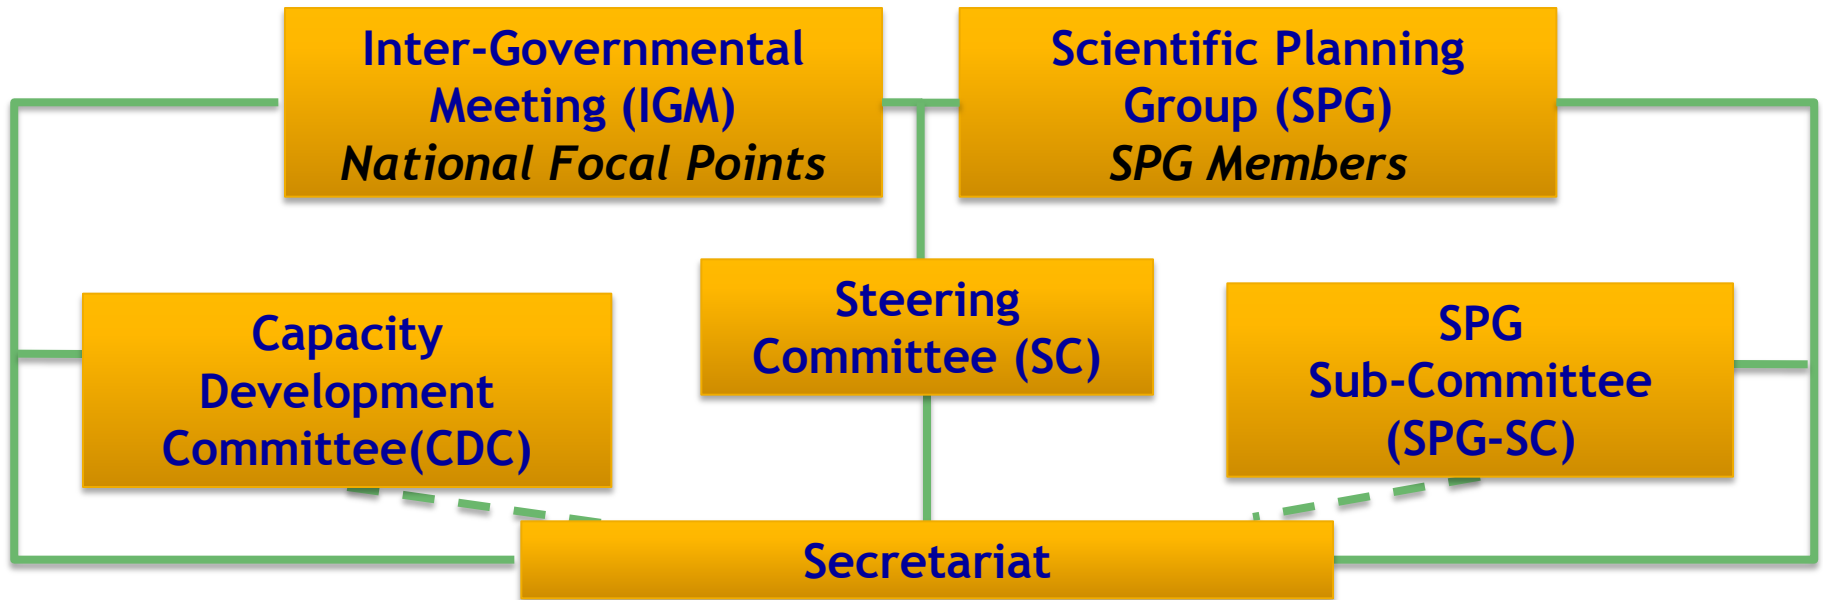 Inter-Governmental
Meeting (IGM)
National Focal Points
Scientific Planning
Group (SPG)
SPG Members
Capacity
Development
Committee(CDC)
Steering
Committee (SC)
SPG
Sub-Committee
(SPG-SC)
Secretariat